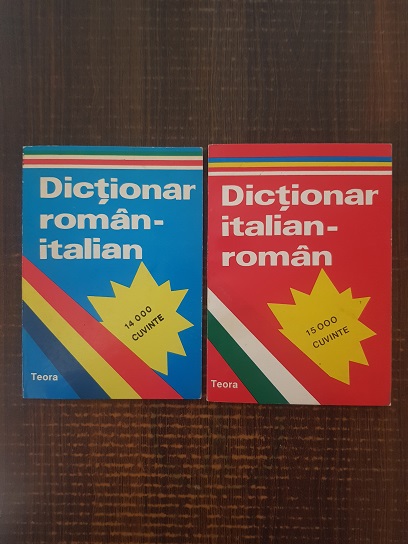 Dicționar
român-
italian
14 000
CUVINTE
Teora
Dicționar
italian-
român
15 000
CUVINTE
Teora